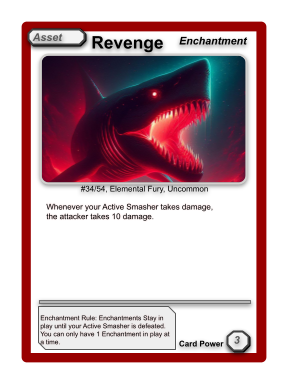 Asset
Revenge
Enchantment
#34/54, Elemental Fury, Uncommon
Whenever your Active Smasher takes damage,
the attacker takes 10 damage.
Enchantment Rule: Enchantments Stay in
play until your Active Smasher is defeated.
You can only have 1 Enchantment in play at
a time.
Card Power
3